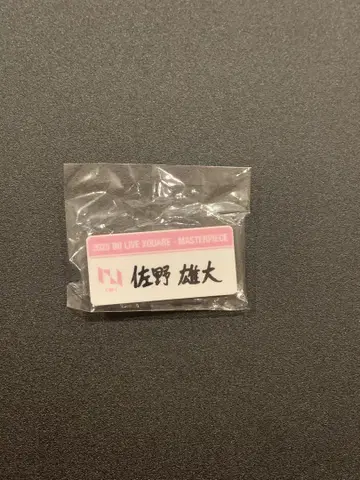 2023 INI LIVE XQUARE - MASTERPIECE
佐野 雄大